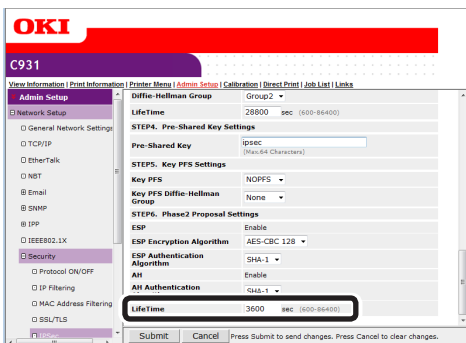 OKI
C931
View Information | Print Information | Printer Menu | Admin Setup | Calibration | Direct Print | Job List | Links
Admin Setup
Network Setup
General Network Settings
TCP/IP
EtherTalk
NBT
Email
SNMP
IPP
IEEE802.1X
Security
Protocol ON/OFF
IP Filtering
MAC Address Filtering
SSL/TLS
IPSec
Diffie-Hellman Group Group2
LifeTime 28800 sec (600-86400)
STEP4. Pre-Shared Key Settings
Pre-Shared Key ipsec
(Max.64 Characters)
STEP5. Key PFS Settings
Key PFS NOPFS
Key PFS Diffie-Hellman
Group None
STEP6. Phase2 Proposal Settings
ESP Enable
ESP Encryption Algorithm AES-CBC 128
ESP Authentication
Algorithm SHA-1
AH Enable
AH Authentication
Algorithm SHA-1
LifeTime 3600 sec (600-86400)
Submit Cancel Press Submit to send changes. Press Cancel to clear changes.